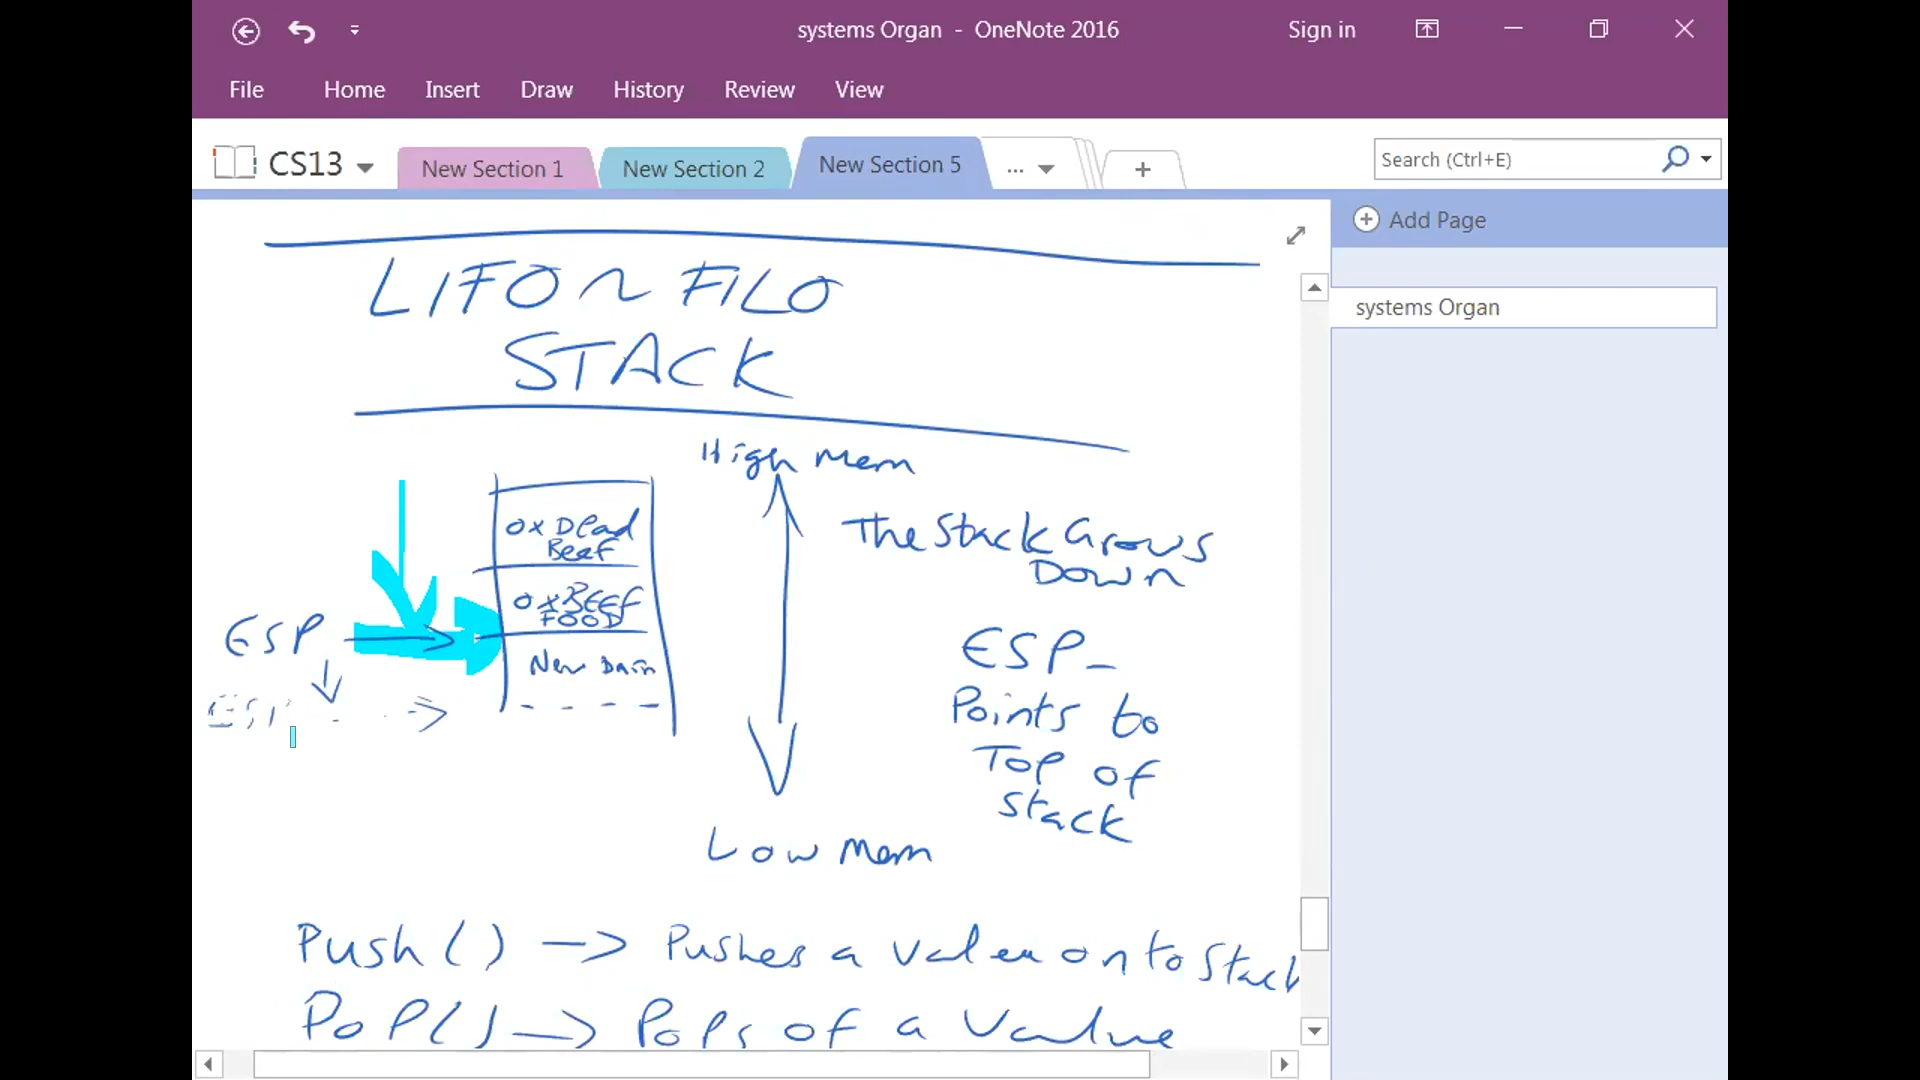 systems Organ - OneNote 2016
Sign in
File Home Insert Draw History Review View
CS13
New Section 1
New Section 2
New Section 5
...
Search (Ctrl+E)
Add Page
systems Organ
LIFO ~ FILO
STACK
High Mem
0xDead
Beef
The Stack Grows
Down
0xBEEF
FOOD
ESP
New Data
ESP
ESP -
Points to
Top of
Stack
Low Mem
Push() -> Pushes a valeu onto Stack
PoP() -> Pops of a value